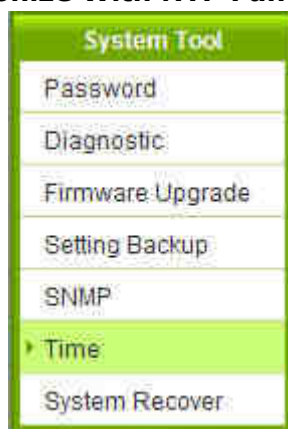 System Tool
Password
Diagnostic
Firmware Upgrade
Setting Backup
SNMP
Time
System Recover